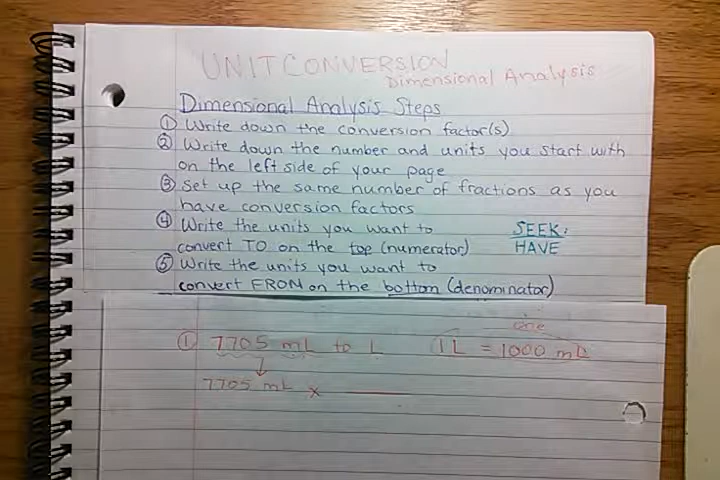 UNIT CONVERSION
Dimensional Analysis
Dimensional Analysis Steps
① Write down the conversion factor(s)
② Write down the number and units you start with
on the left side of your page
③ Set up the same number of fractions as you
have conversion factors
④ Write the units you want to
convert TO on the top (numerator)
SEEK:
HAVE
⑤ Write the units you want to
convert FROM on the bottom (denominator)
one
① 7705 mL to L 1 L = 1000 mL
7705 mL x